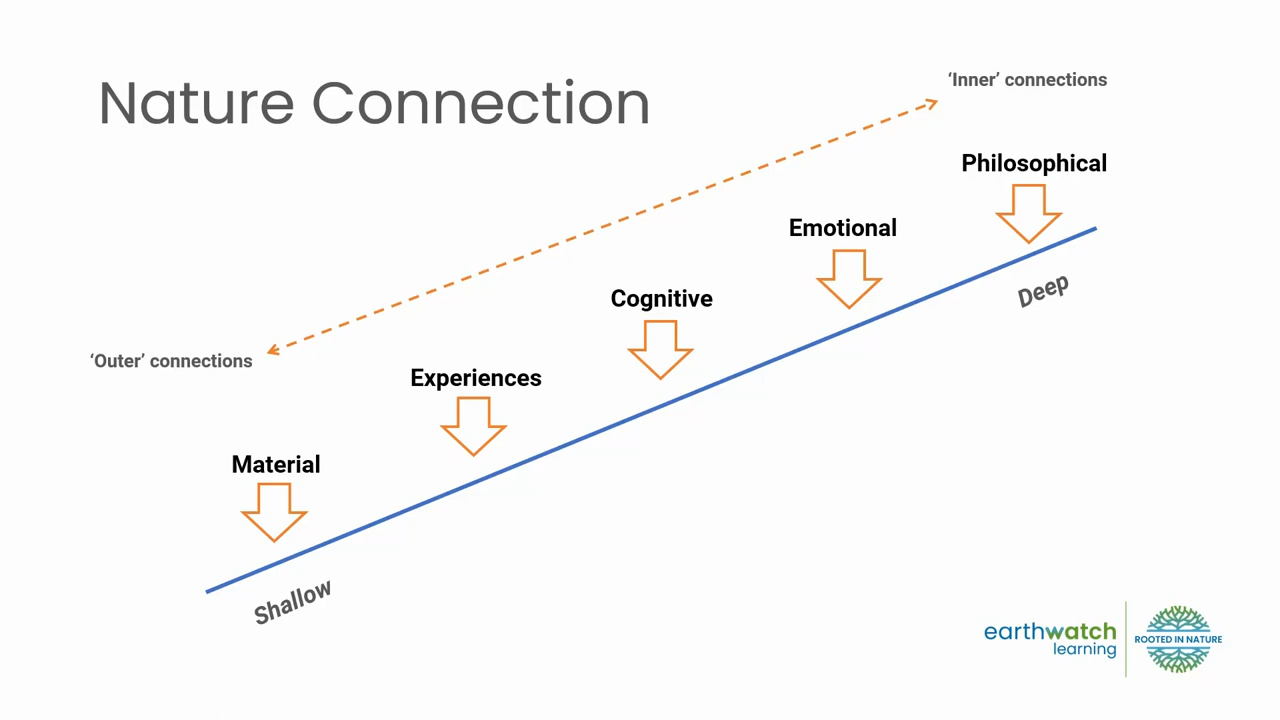 Nature Connection
‘Inner’ connections
Philosophical
Emotional
Deep
Cognitive
‘Outer’ connections
Experiences
Material
Shallow
earthwatch
learning
ROOTED IN NATURE